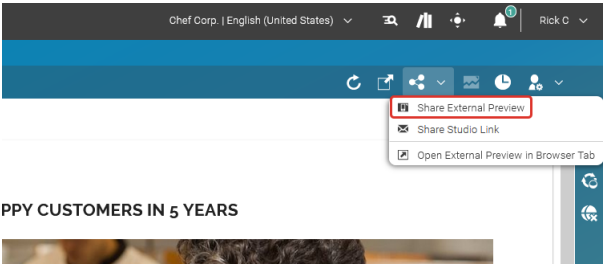 Chef Corp. | English (United States)
1
Rick C
Share External Preview
Share Studio Link
Open External Preview in Browser Tab
PPY CUSTOMERS IN 5 YEARS